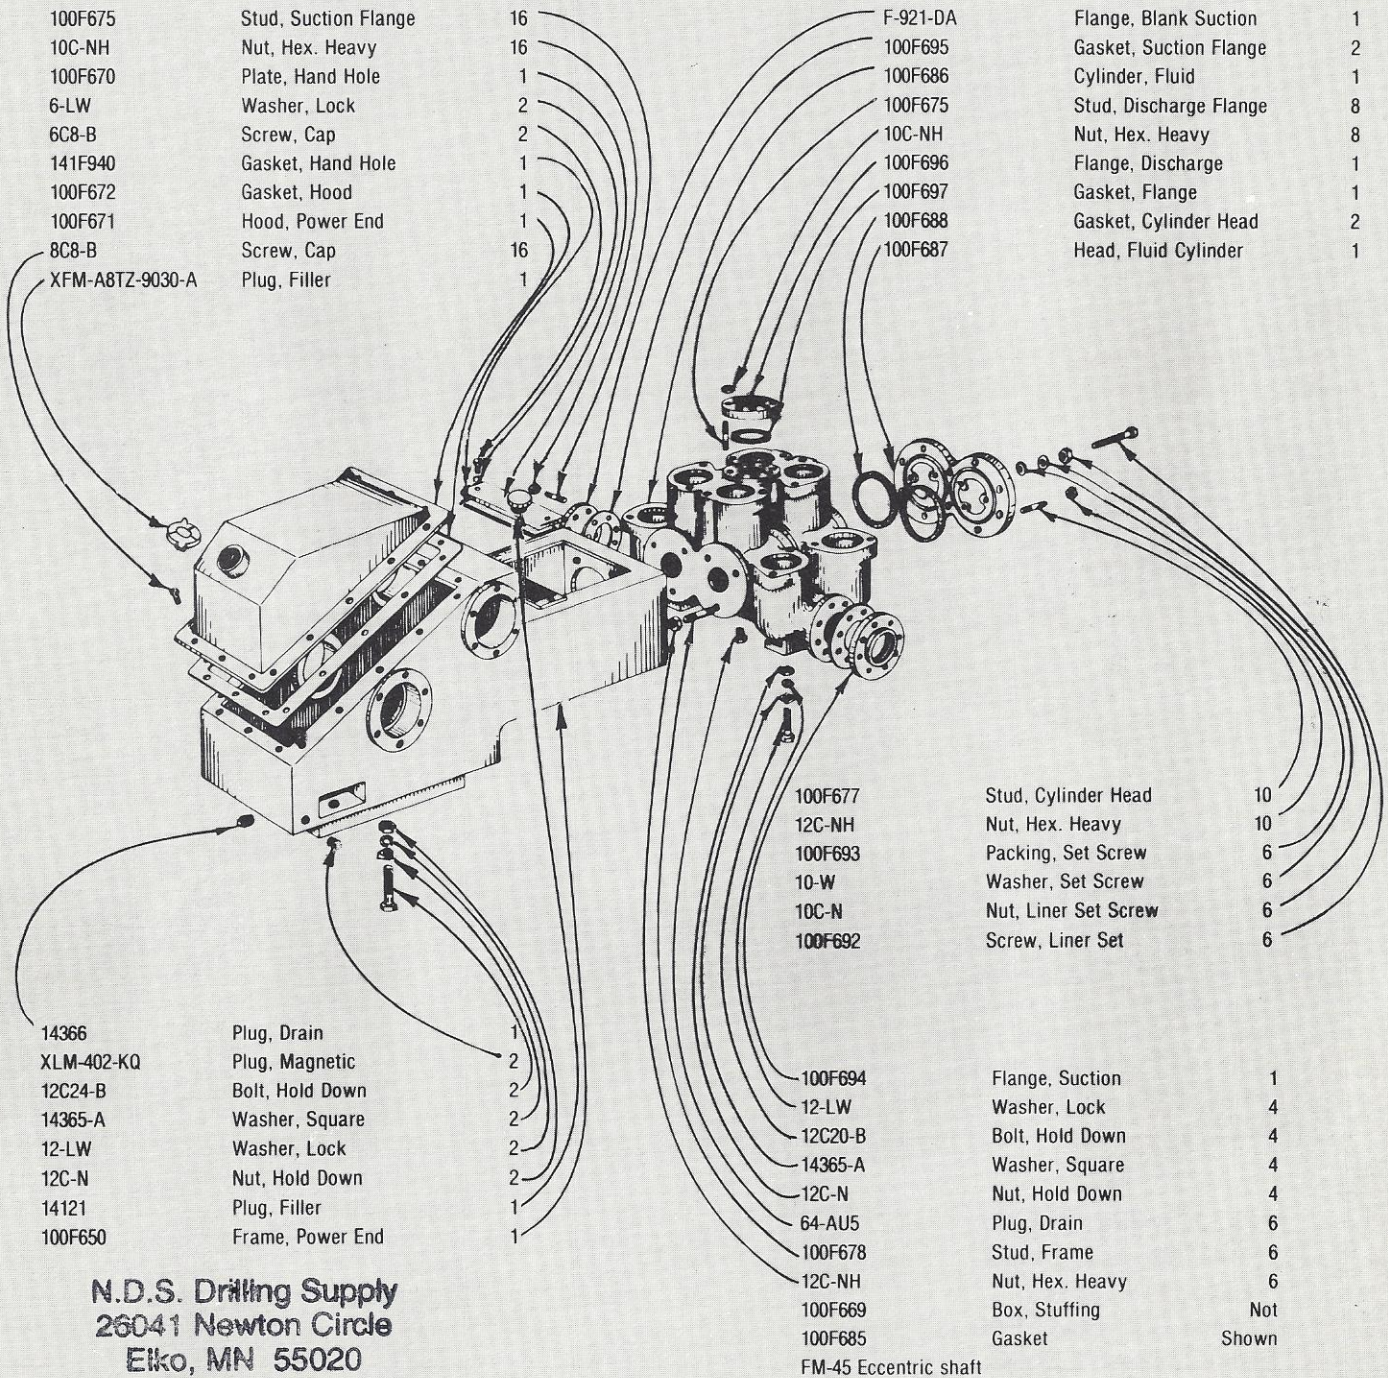 100F675 Stud, Suction Flange 16
10C-NH Nut, Hex. Heavy 16
100F670 Plate, Hand Hole 1
6-LW Washer, Lock 2
6C8-B Screw, Cap 2
141F940 Gasket, Hand Hole 1
100F672 Gasket, Hood 1
100F671 Hood, Power End 1
8C8-B Screw, Cap 16
XFM-A8TZ-9030-A Plug, Filler 1
F-921-DA Flange, Blank Suction 1
100F695 Gasket, Suction Flange 2
100F686 Cylinder, Fluid 1
100F675 Stud, Discharge Flange 8
10C-NH Nut, Hex. Heavy 8
100F696 Flange, Discharge 1
100F697 Gasket, Flange 1
100F688 Gasket, Cylinder Head 2
100F687 Head, Fluid Cylinder 1
100F677 Stud, Cylinder Head 10
12C-NH Nut, Hex. Heavy 10
100F693 Packing, Set Screw 6
10-W Washer, Set Screw 6
10C-N Nut, Liner Set Screw 6
100F692 Screw, Liner Set 6
14366 Plug, Drain 1
XLM-402-KQ Plug, Magnetic 2
12C24-B Bolt, Hold Down 2
14365-A Washer, Square 2
12-LW Washer, Lock 2
12C-N Nut, Hold Down 2
14121 Plug, Filler 1
100F650 Frame, Power End 1
100F694 Flange, Suction 1
12-LW Washer, Lock 4
12C20-B Bolt, Hold Down 4
14365-A Washer, Square 4
12C-N Nut, Hold Down 4
64-AU5 Plug, Drain 6
100F678 Stud, Frame 6
12C-NH Nut, Hex. Heavy 6
100F669 Box, Stuffing Not
100F685 Gasket Shown
FM-45 Eccentric shaft
N.D.S. Drilling Supply
26041 Newton Circle
Elko, MN 55020